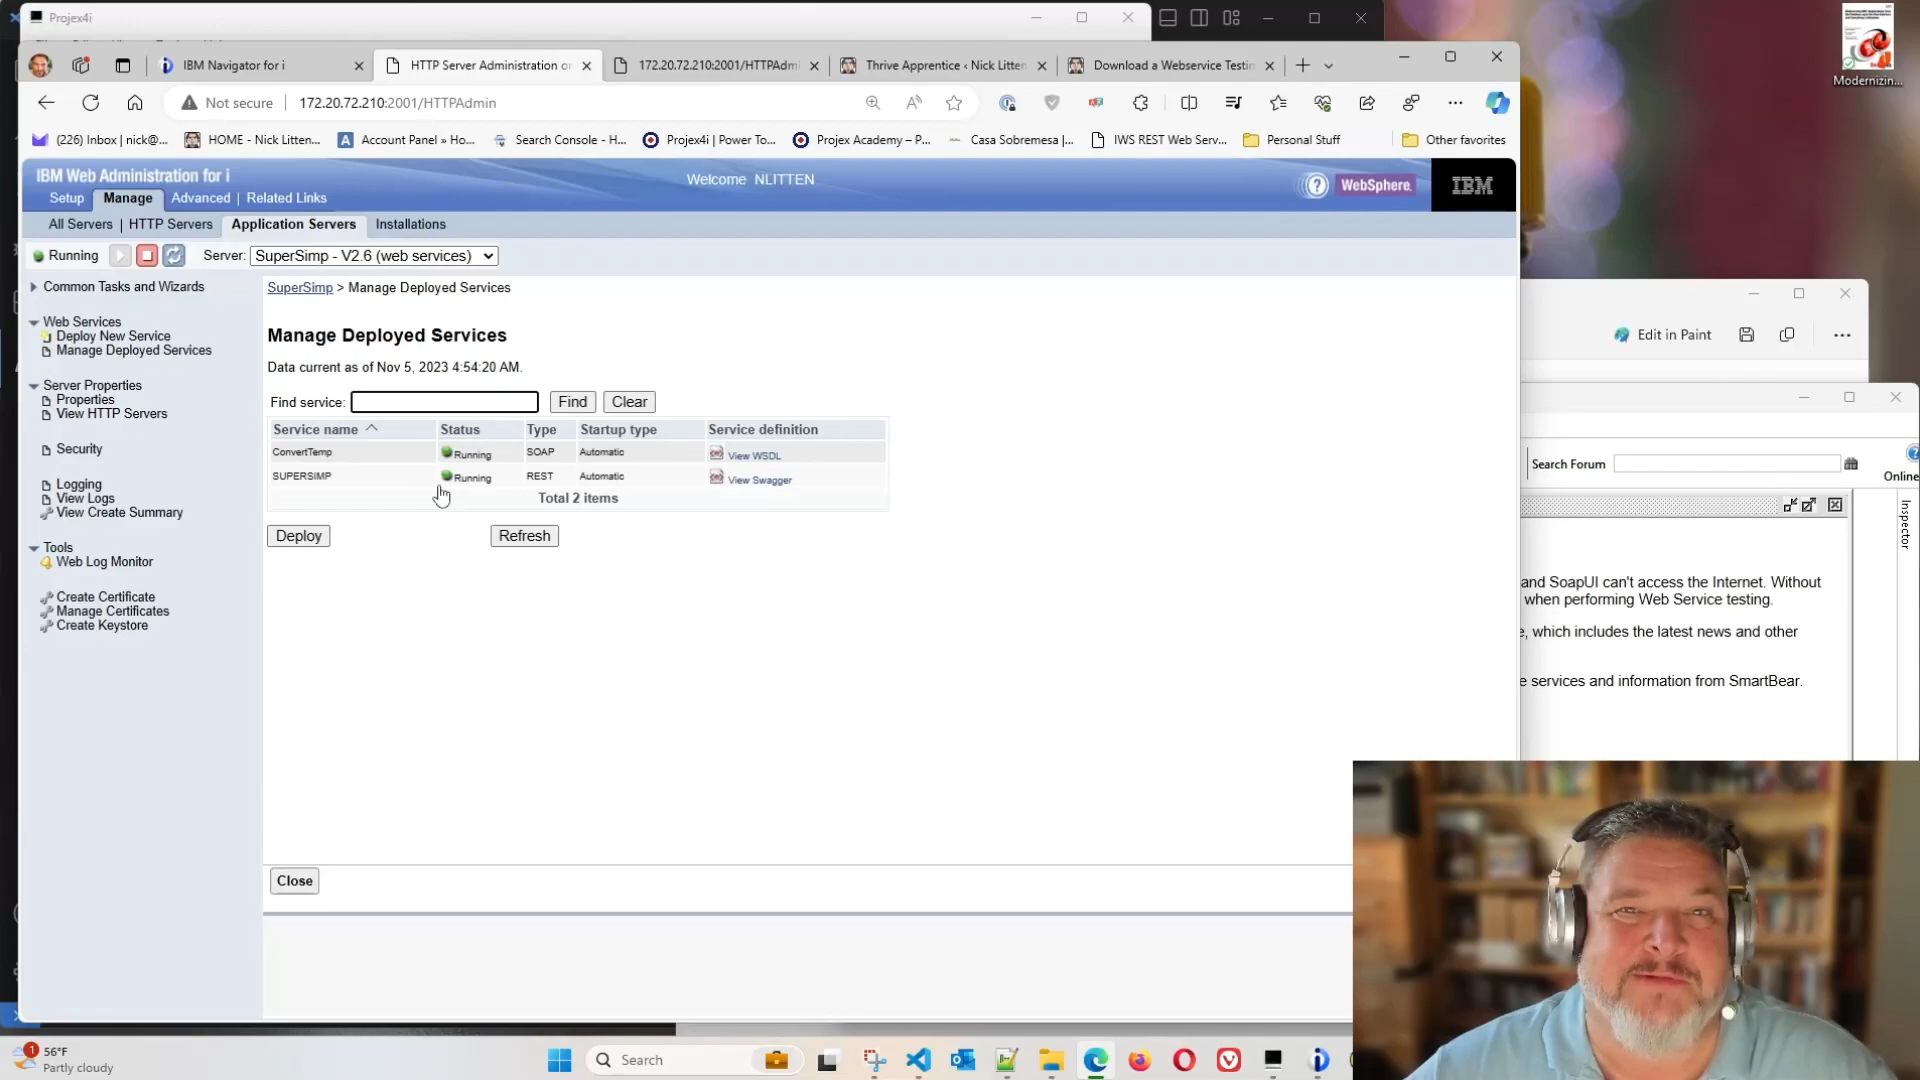 Projex4i
IBM Navigator for i
HTTP Server Administration o
172.20.72.210:2001/HTTPAdmi
Thrive Apprentice ‹ Nick Litten
Download a Webservice Testin
Not secure
172.20.72.210:2001/HTTPAdmin
(226) Inbox | nick@...
HOME - Nick Litten...
Account Panel » Ho...
Search Console - H...
Projex4i | Power To...
Projex Academy – P...
Casa Sobremesa |...
IWS REST Web Serv...
Personal Stuff
Other favorites
IBM Web Administration for i
Welcome NLITTEN
WebSphere.
IBM
Setup
Manage
Advanced
Related Links
All Servers
HTTP Servers
Application Servers
Installations
Running
Server:
SuperSimp - V2.6 (web services)
Common Tasks and Wizards
Web Services
Deploy New Service
Manage Deployed Services
Server Properties
Properties
View HTTP Servers
Security
Logging
View Logs
View Create Summary
Tools
Web Log Monitor
Create Certificate
Manage Certificates
Create Keystore
SuperSimp > Manage Deployed Services
Manage Deployed Services
Data current as of Nov 5, 2023 4:54:20 AM.
Find service:
Find
Clear
Service name Status Type Startup type Service definition
ConvertTemp Running SOAP Automatic View WSDL
SUPERSIMP Running REST Automatic View Swagger
Total 2 items
Deploy
Refresh
Close
Modernizin...
Edit in Paint
Search Forum
Online
Inspector
and SoapUI can't access the Internet. Without
when performing Web Service testing.
e, which includes the latest news and other
e services and information from SmartBear.
1
56°F
Partly cloudy
Search